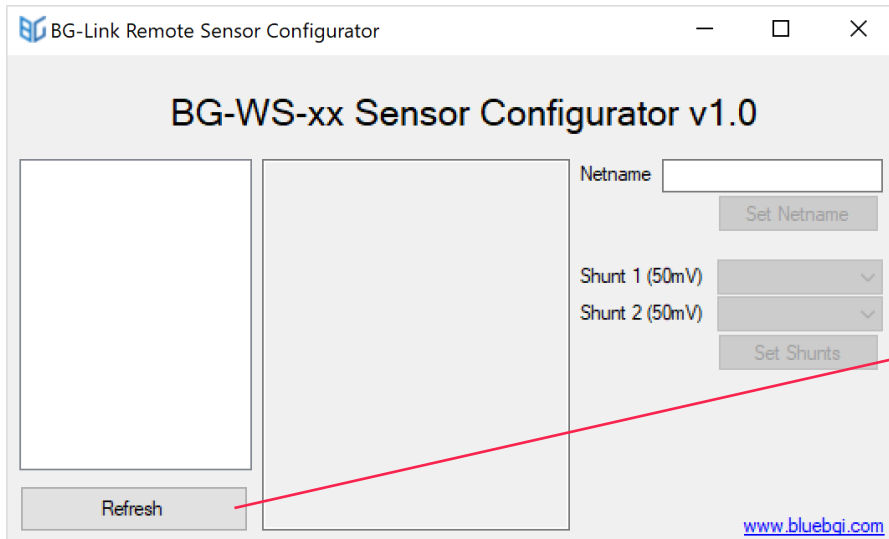 BG-Link Remote Sensor Configurator
BG-WS-xx Sensor Configurator v1.0
Netname
Set Netname
Shunt 1 (50mV)
Shunt 2 (50mV)
Set Shunts
Refresh
www.bluebgi.com